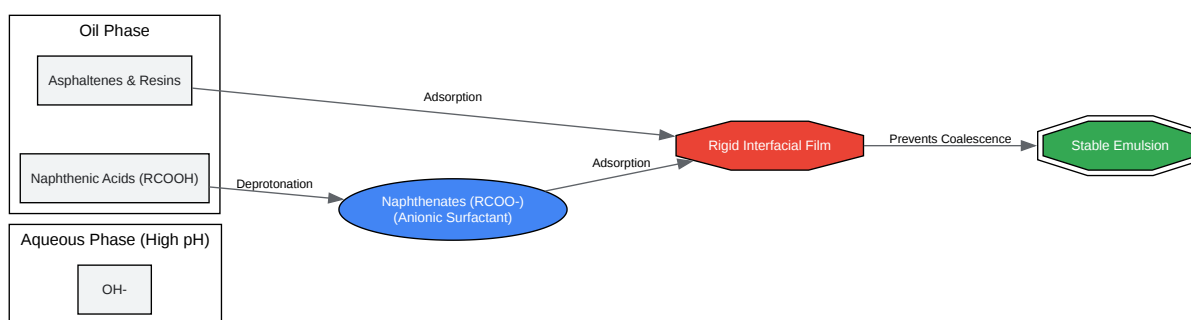 Oil Phase
Asphaltenes & Resins
Adsorption
Naphthenic Acids (RCOOH)
Deprotonation
Naphthenates (RCOO-)
(Anionic Surfactant)
Adsorption
Rigid Interfacial Film
Prevents Coalescence
Stable Emulsion
Aqueous Phase (High pH)
OH-